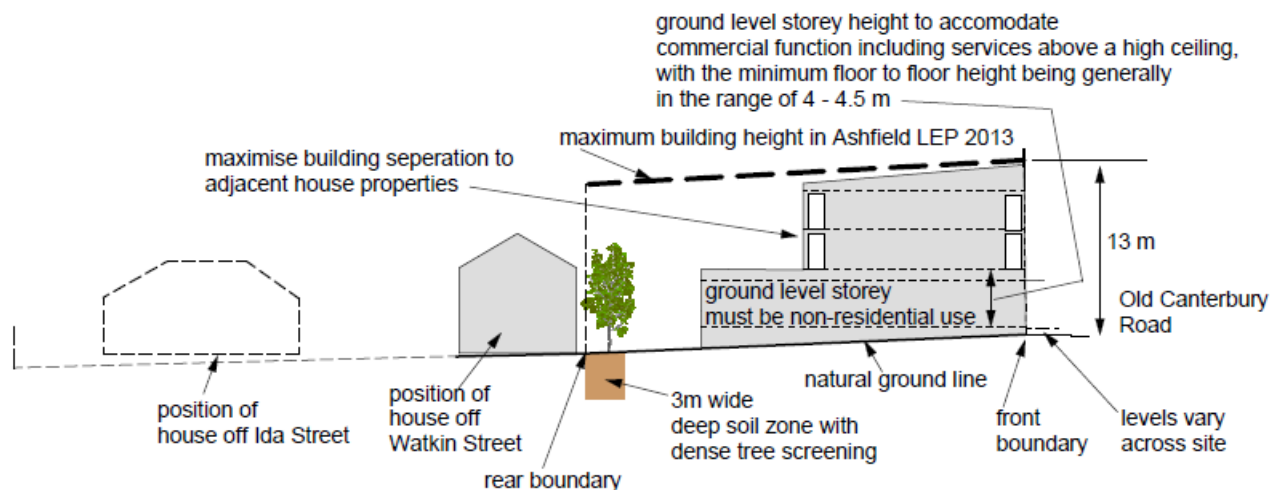 ground level storey height to accomodate
commercial function including services above a high ceiling,
with the minimum floor to floor height being generally
in the range of 4 - 4.5 m
maximum building height in Ashfield LEP 2013
maximise building seperation to
adjacent house properties
13 m
ground level storey
must be non-residential use
Old Canterbury
Road
natural ground line
position of
house off Ida Street
position of
house off
Watkin Street
3m wide
deep soil zone with
dense tree screening
front
boundary
levels vary
across site
rear boundary